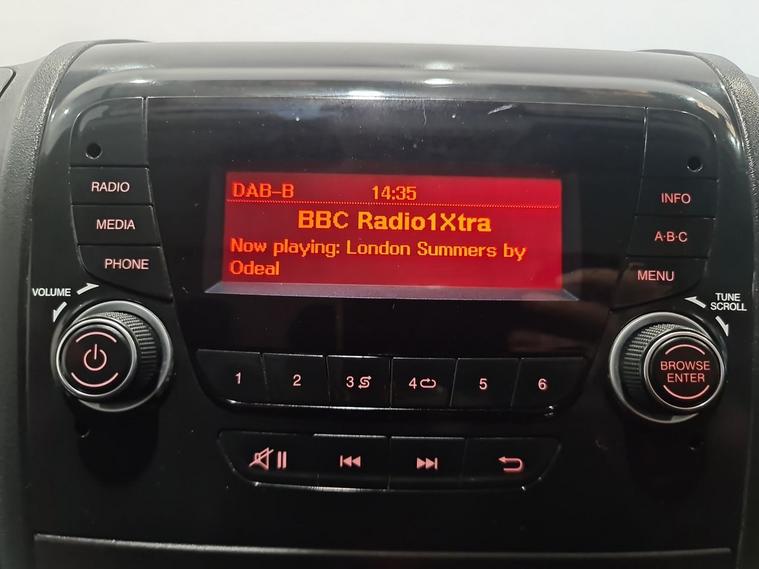 DAB-B 14:35
BBC Radio1Xtra
Now playing: London Summers by
Odeal
RADIO
MEDIA
PHONE
VOLUME
INFO
A·B·C
MENU
TUNE
SCROLL
BROWSE
ENTER
1 2 3 4 5 6